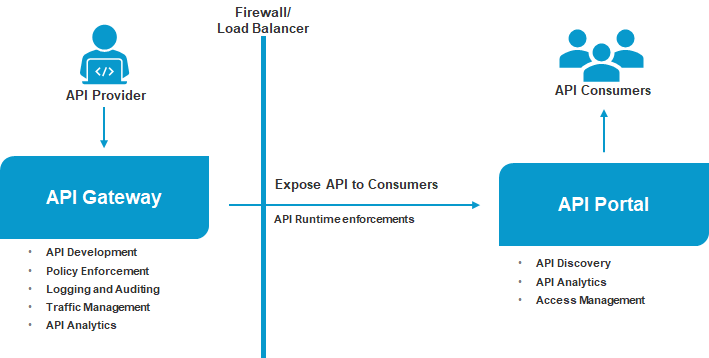 Firewall/
Load Balancer
</>
API Provider
API Consumers
API Gateway
Expose API to Consumers
API Runtime enforcements
API Portal
• API Development
• Policy Enforcement
• Logging and Auditing
• Traffic Management
• API Analytics
• API Discovery
• API Analytics
• Access Management